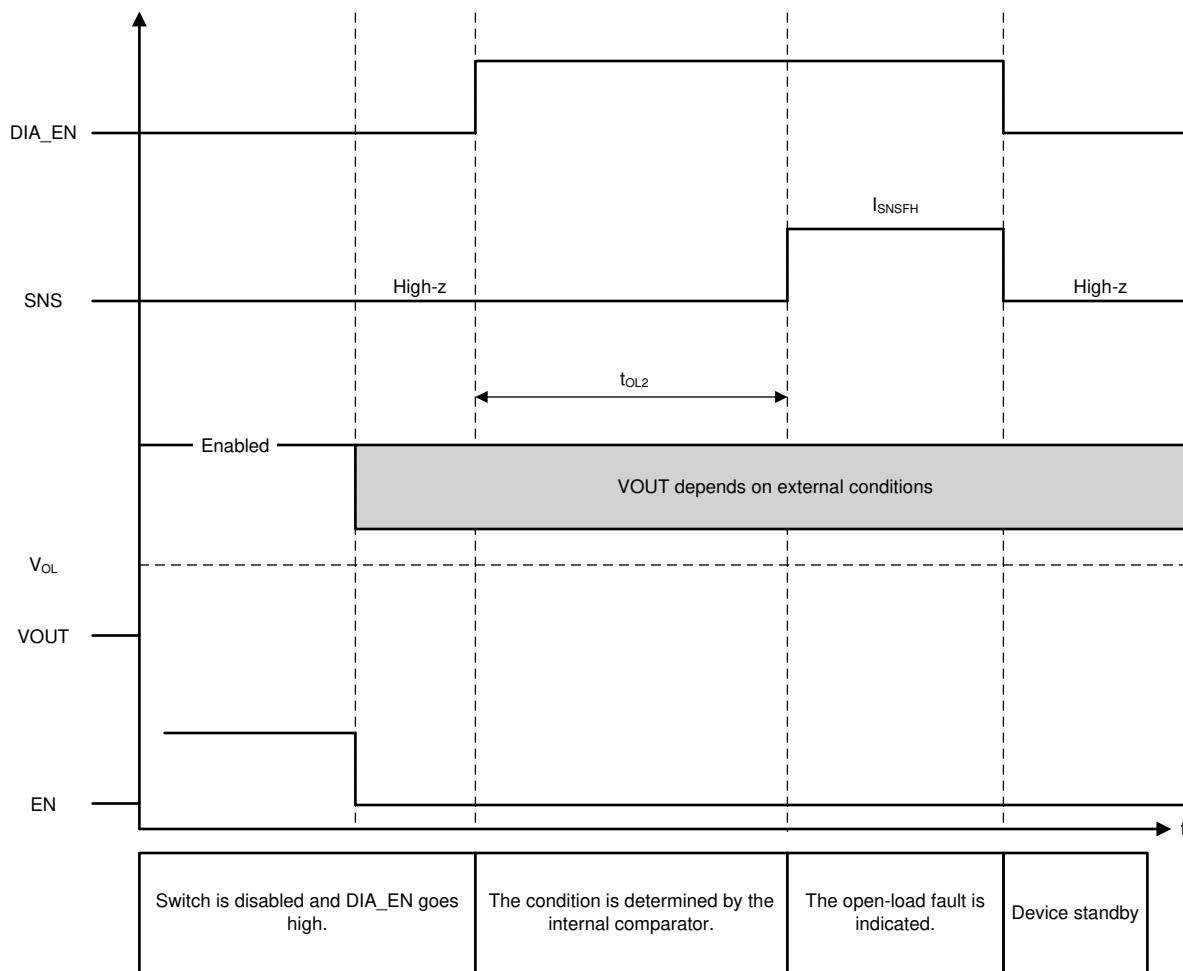 DIA_EN
I_SNSFH
SNS
High-z
High-z
t_OL2
Enabled
VOUT depends on external conditions
V_OL
VOUT
EN
t
Switch is disabled and DIA_EN goes
high.
The condition is determined by the
internal comparator.
The open-load fault is
indicated.
Device standby